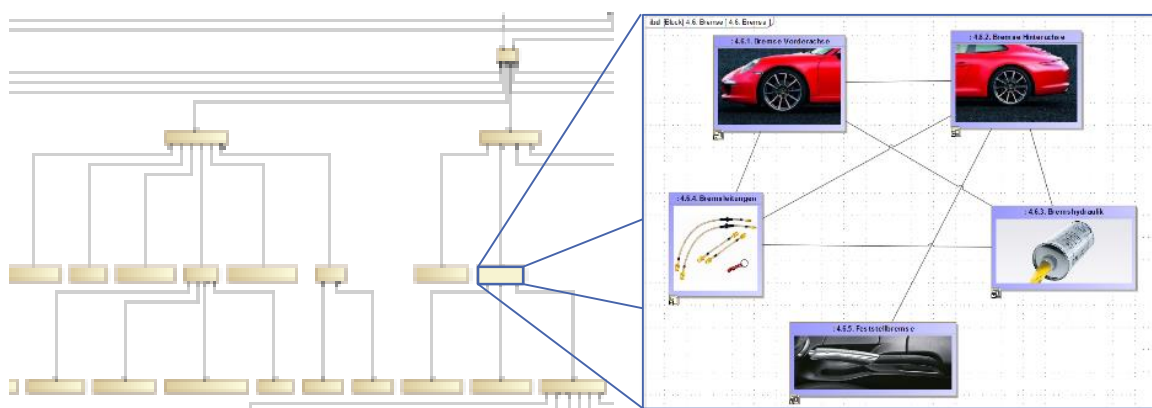 ibd [Block] 4.6. Bremse [ 4.6. Bremse ]
: 4.6.1. Bremse Vorderachse
: 4.6.2. Bremse Hinterachse
: 4.6.4. Bremsleitungen
: 4.6.3. Bremshydraulik
: 4.6.5. Feststellbremse